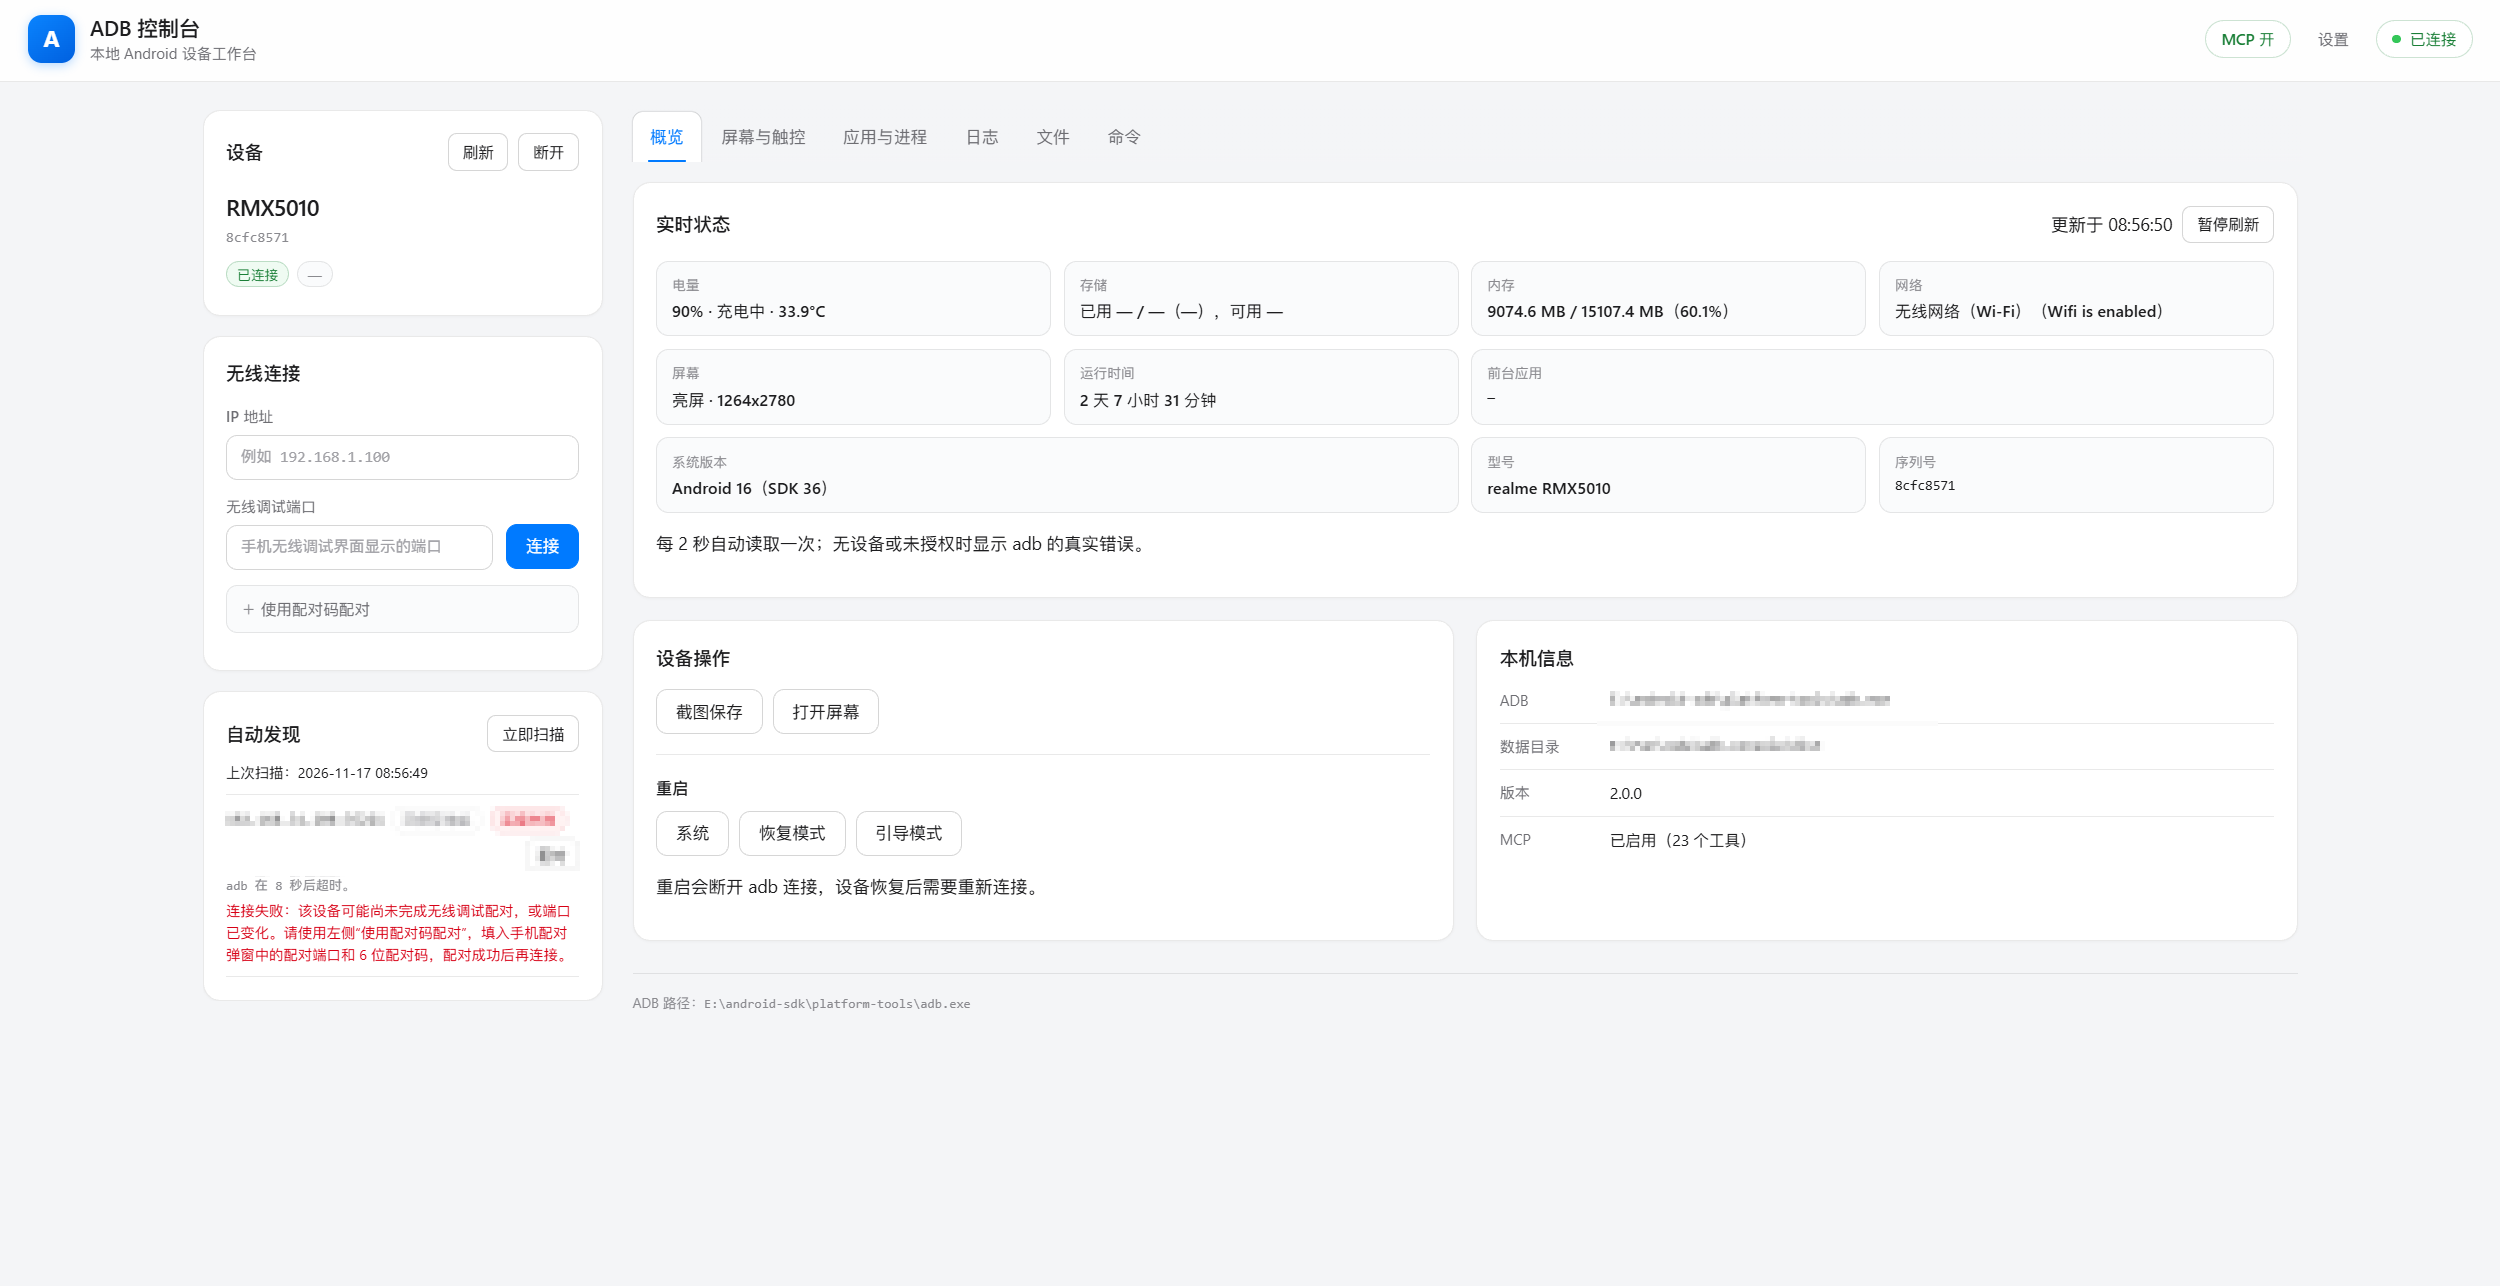 A
ADB 控制台
本地 Android 设备工作台
MCP 开
设置
已连接
设备
刷新
断开
RMX5010
8cfc8571
已连接
—
无线连接
IP 地址
例如 192.168.1.100
无线调试端口
手机无线调试界面显示的端口
连接
+ 使用配对码配对
自动发现
立即扫描
上次扫描：2026-11-17 08:56:49
adb 在 8 秒后超时。
连接失败：该设备可能尚未完成无线调试配对，或端口
已变化。请使用左侧“使用配对码配对”，填入手机配对
弹窗中的配对端口和 6 位配对码，配对成功后再连接。
概览
屏幕与触控
应用与进程
日志
文件
命令
实时状态
更新于 08:56:50
暂停刷新
电量
90% · 充电中 · 33.9°C
存储
已用 — / —（—），可用 —
内存
9074.6 MB / 15107.4 MB（60.1%）
网络
无线网络（Wi-Fi）（Wifi is enabled）
屏幕
亮屏 · 1264x2780
运行时间
2 天 7 小时 31 分钟
前台应用
–
系统版本
Android 16（SDK 36）
型号
realme RMX5010
序列号
8cfc8571
每 2 秒自动读取一次；无设备或未授权时显示 adb 的真实错误。
设备操作
截图保存
打开屏幕
重启
系统
恢复模式
引导模式
重启会断开 adb 连接，设备恢复后需要重新连接。
本机信息
ADB
数据目录
版本
2.0.0
MCP
已启用（23 个工具）
ADB 路径：E:\android-sdk\platform-tools\adb.exe